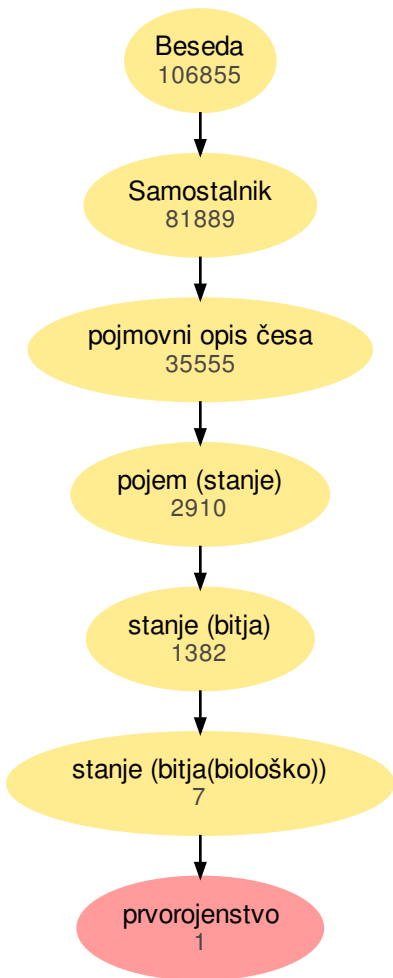 Beseda
106855
Samostalnik
81889
pojmovni opis česa
35555
pojem (stanje)
2910
stanje (bitja)
1382
stanje (bitja(biološko))
7
prvorojenstvo
1